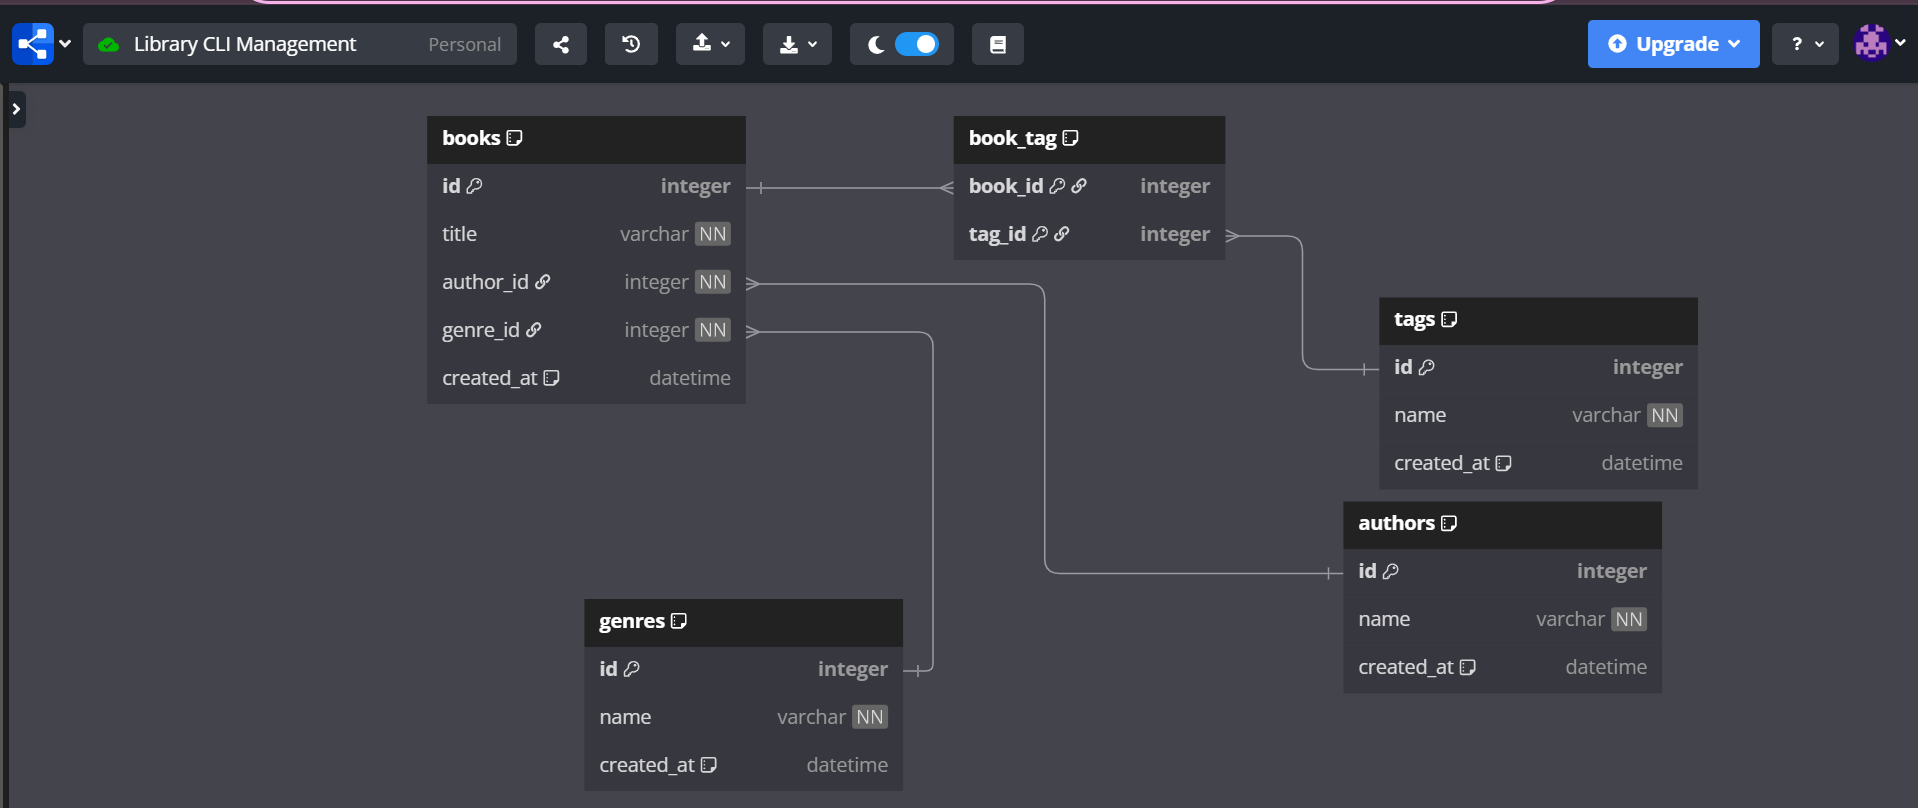 Library CLI Management Personal
Upgrade ?
books
id integer
title varchar NN
author_id integer NN
genre_id integer NN
created_at datetime
book_tag
book_id integer
tag_id integer
tags
id integer
name varchar NN
created_at datetime
authors
id integer
name varchar NN
created_at datetime
genres
id integer
name varchar NN
created_at datetime